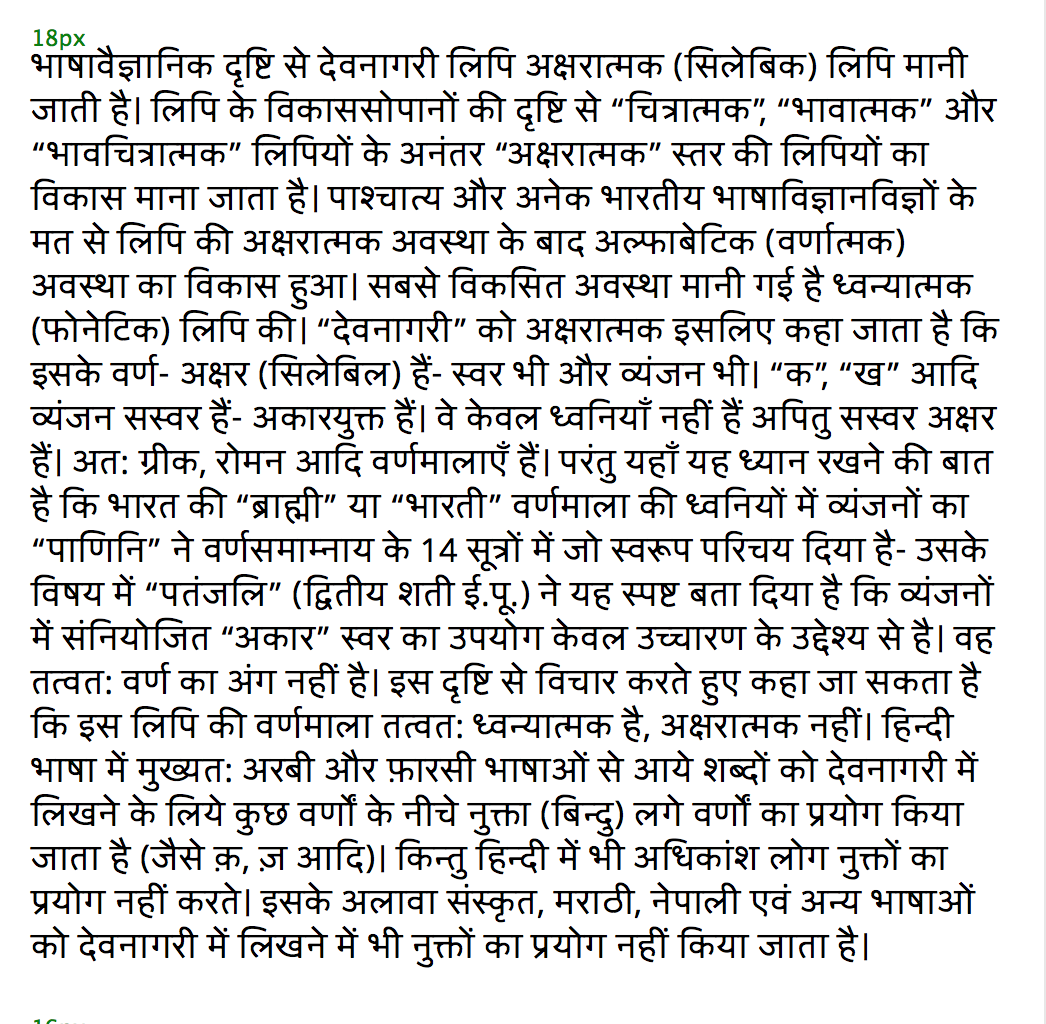 18px
भाषावैज्ञानिक दृष्टि से देवनागरी लिपि अक्षरात्मक (सिलेबिक) लिपि मानी
जाती है| लिपि के विकाससोपानों की दृष्टि से “चित्रात्मक”, “भावात्मक” और
“भावचित्रात्मक” लिपियों के अनंतर “अक्षरात्मक” स्तर की लिपियों का
विकास माना जाता है| पाश्चात्य और अनेक भारतीय भाषाविज्ञानविज्ञों के
मत से लिपि की अक्षरात्मक अवस्था के बाद अल्फाबेटिक (वर्णात्मक)
अवस्था का विकास हुआ| सबसे विकसित अवस्था मानी गई है ध्वन्यात्मक
(फोनेटिक) लिपि की| “देवनागरी” को अक्षरात्मक इसलिए कहा जाता है कि
इसके वर्ण- अक्षर (सिलेबिल) हैं- स्वर भी और व्यंजन भी| “क”, “ख” आदि
व्यंजन सस्वर हैं- अकारयुक्त हैं| वे केवल ध्वनियाँ नहीं हैं अपितु सस्वर अक्षर
हैं| अत: ग्रीक, रोमन आदि वर्णमालाएँ हैं| परंतु यहाँ यह ध्यान रखने की बात
है कि भारत की “ब्राह्मी” या “भारती” वर्णमाला की ध्वनियों में व्यंजनों का
“पाणिनि” ने वर्णसमाम्नाय के 14 सूत्रों में जो स्वरूप परिचय दिया है- उसके
विषय में “पतंजलि” (द्वितीय शती ई.पू.) ने यह स्पष्ट बता दिया है कि व्यंजनों
में संनियोजित “अकार” स्वर का उपयोग केवल उच्चारण के उद्देश्य से है| वह
तत्वत: वर्ण का अंग नहीं है| इस दृष्टि से विचार करते हुए कहा जा सकता है
कि इस लिपि की वर्णमाला तत्वत: ध्वन्यात्मक है, अक्षरात्मक नहीं| हिन्दी
भाषा में मुख्यत: अरबी और फ़ारसी भाषाओं से आये शब्दों को देवनागरी में
लिखने के लिये कुछ वर्णों के नीचे नुक्ता (बिन्दु) लगे वर्णों का प्रयोग किया
जाता है (जैसे क़, ज़ आदि)| किन्तु हिन्दी में भी अधिकांश लोग नुक्तों का
प्रयोग नहीं करते| इसके अलावा संस्कृत, मराठी, नेपाली एवं अन्य भाषाओं
को देवनागरी में लिखने में भी नुक्तों का प्रयोग नहीं किया जाता है|